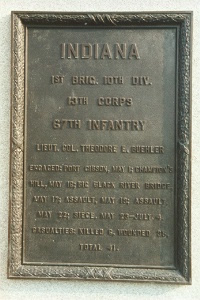 INDIANA
1ST BRIG. 10TH DIV.
13TH CORPS
67TH INFANTRY
LIEUT. COL. THEODORE E. BUEHLER
ENGAGED: PORT GIBSON, MAY 1; CHAMPION'S
HILL, MAY 16; BIG BLACK RIVER BRIDGE,
MAY 17; ASSAULT, MAY 19; ASSAULT,
MAY 22; SIEGE, MAY 23-JULY 4.
CASUALTIES: KILLED WOUNDED
TOTAL 41.